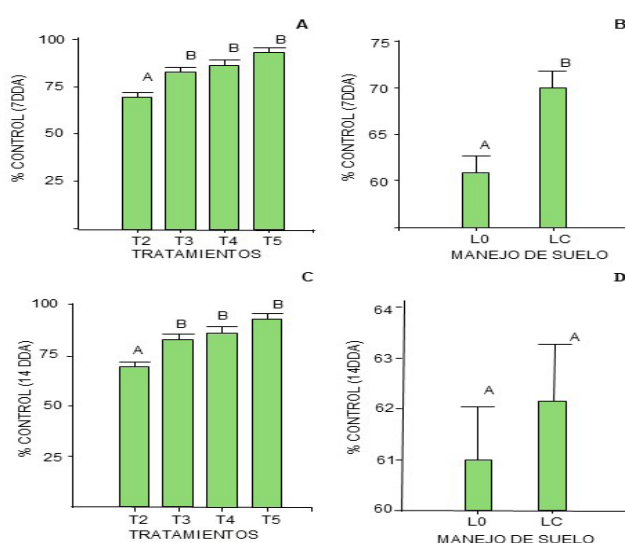 A
% CONTROL (7DDA)
100
75
50
25
A
B
B
B
T2 T3 T4 T5
TRATAMIENTOS
B
% CONTROL (7DDA)
75
70
65
60
A
B
L0 LC
MANEJO DE SUELO
C
% CONTROL (14 DDA)
100
75
50
25
A
B
B
B
T2 T3 T4 T5
TRATAMIENTOS
D
% CONTROL (14DDA)
64
63
62
61
60
A
A
L0 LC
MANEJO DE SUELO